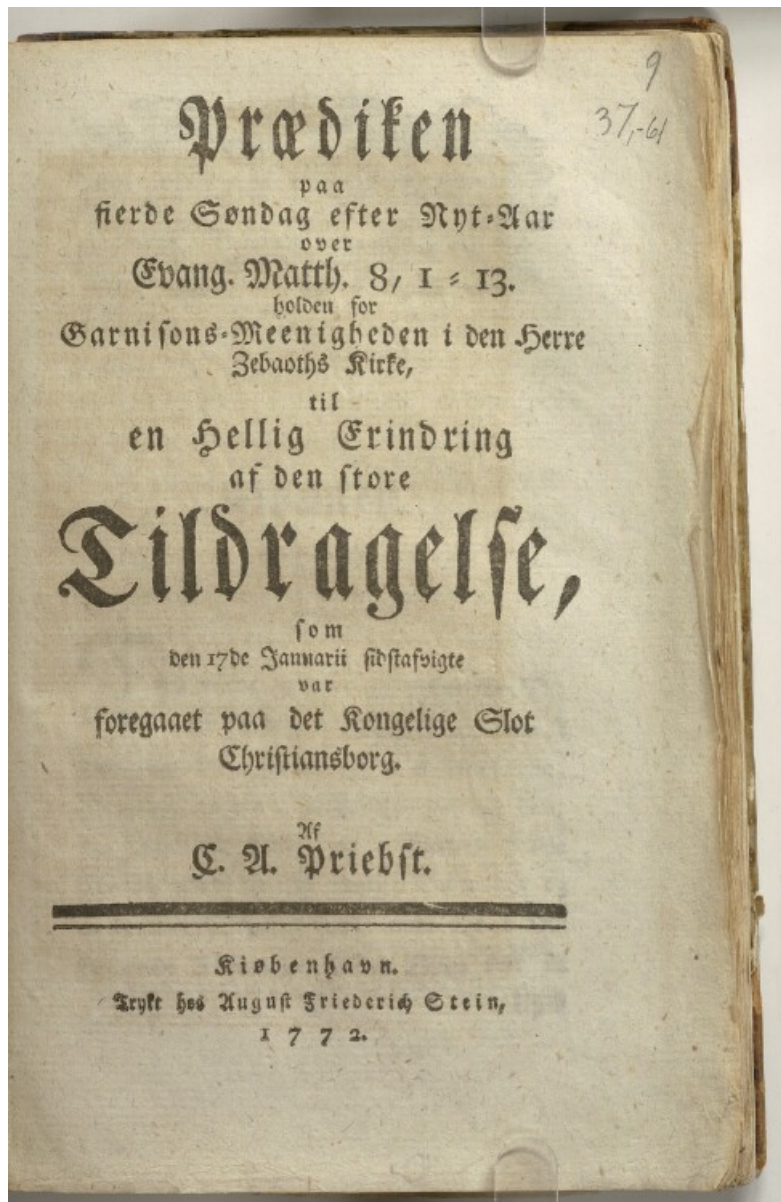 9
37,-61
Prædiken
paa
fierde Søndag efter Nyt-Aar
over
Evang. Matth. 8, 1-13.
holden for
Garnisons-Meenigheden i den Herre
Zebaoths Kirke,
til
en Hellig Erindring
af den store
Tildragelse,
som
den 17de Januarii sidstafvigte
var
foregaaet paa det Kongelige Slot
Christiansborg.
Af
C. A. Priebst.
Kiøbenhavn.
Trykt hos August Friederich Stein,
1772.